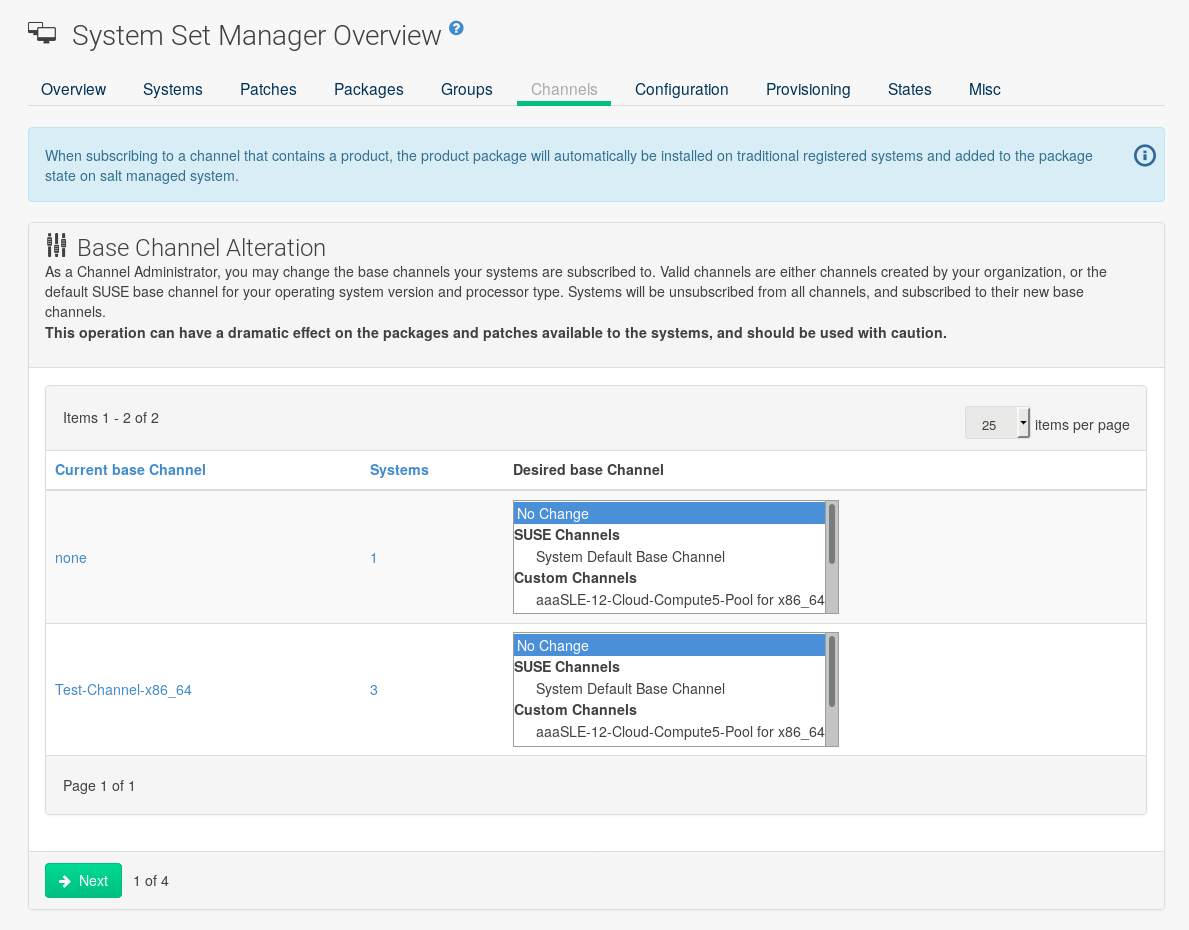 System Set Manager Overview ?
Overview Systems Patches Packages Groups Channels Configuration Provisioning States Misc
When subscribing to a channel that contains a product, the product package will automatically be installed on traditional registered systems and added to the package
state on salt managed system.
Base Channel Alteration
As a Channel Administrator, you may change the base channels your systems are subscribed to. Valid channels are either channels created by your organization, or the
default SUSE base channel for your operating system version and processor type. Systems will be unsubscribed from all channels, and subscribed to their new base
channels.
This operation can have a dramatic effect on the packages and patches available to the systems, and should be used with caution.
Items 1 - 2 of 2
25 items per page
Current base Channel Systems Desired base Channel
No Change
SUSE Channels
System Default Base Channel
Custom Channels
aaaSLE-12-Cloud-Compute5-Pool for x86_64
none 1
No Change
SUSE Channels
System Default Base Channel
Custom Channels
aaaSLE-12-Cloud-Compute5-Pool for x86_64
Test-Channel-x86_64 3
Page 1 of 1
Next 1 of 4